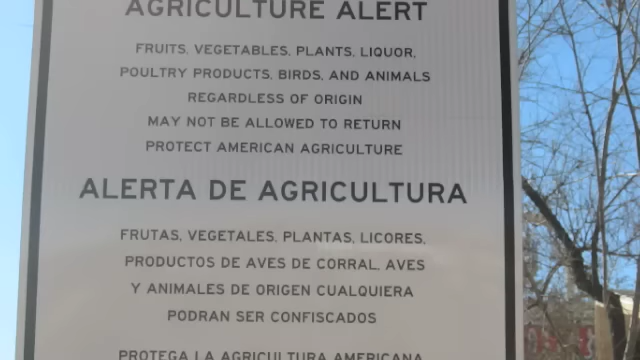 AGRICULTURE ALERT
FRUITS, VEGETABLES, PLANTS, LIQUOR,
POULTRY PRODUCTS, BIRDS, AND ANIMALS
REGARDLESS OF ORIGIN
MAY NOT BE ALLOWED TO RETURN
PROTECT AMERICAN AGRICULTURE
ALERTA DE AGRICULTURA
FRUTAS, VEGETALES, PLANTAS, LICORES,
PRODUCTOS DE AVES DE CORRAL, AVES
Y ANIMALES DE ORIGEN CUALQUIERA
PODRAN SER CONFISCADOS
PROTEGA LA AGRICULTURA AMERICANA